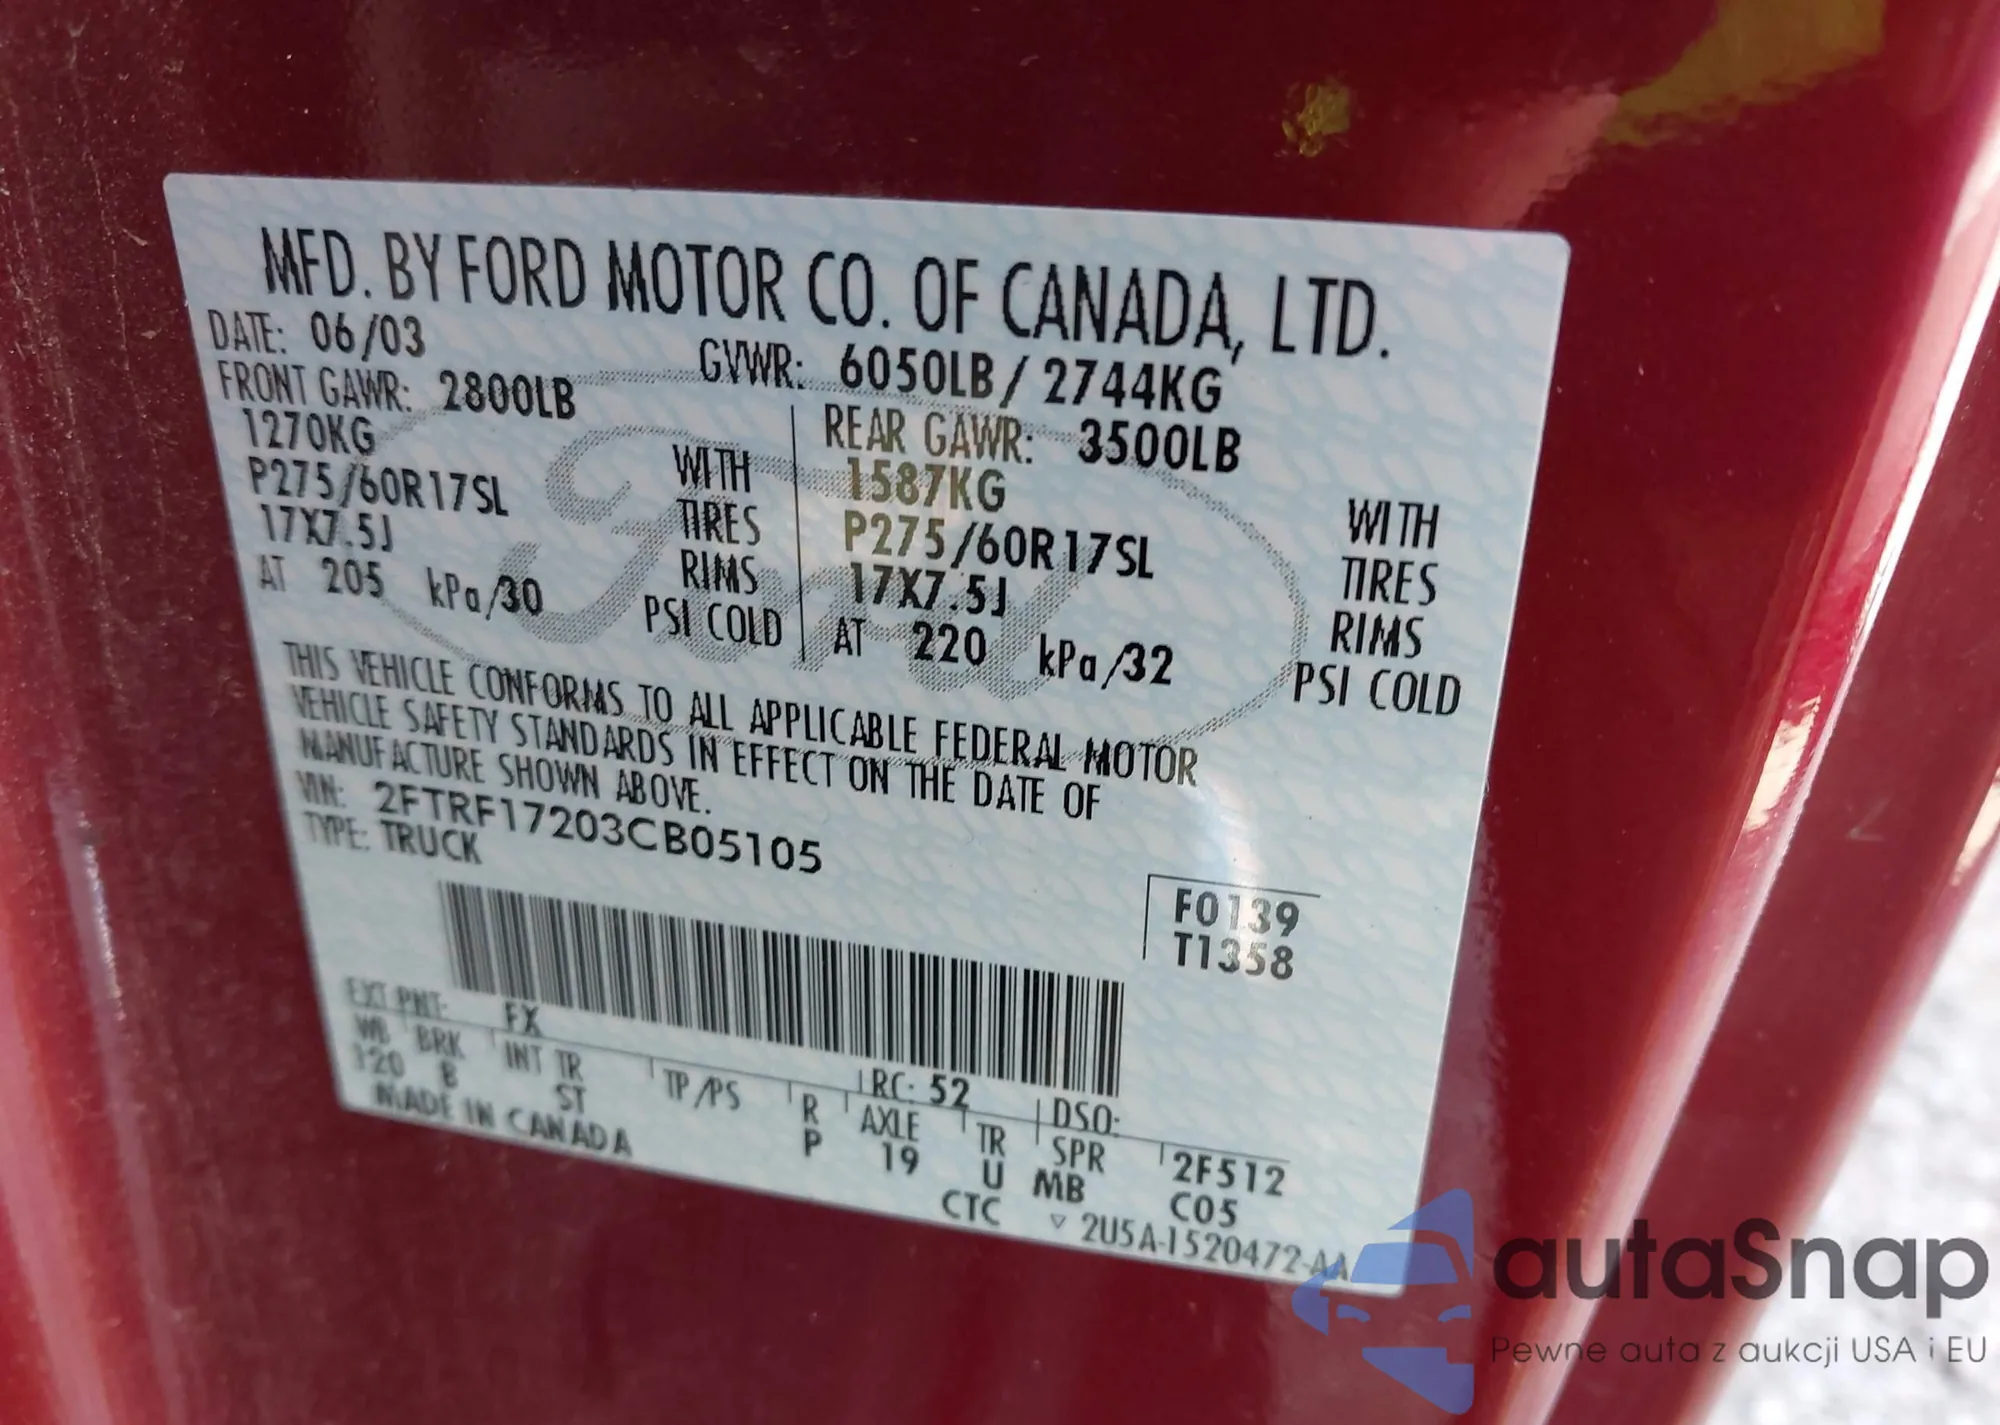 MFD. BY FORD MOTOR CO. OF CANADA, LTD.
DATE: 06/03 GVWR: 6050LB / 2744KG
FRONT GAWR: 2800LB REAR GAWR: 3500LB
1270KG WITH 1587KG WITH
P275/60R17SL TIRES P275/60R17SL TIRES
17X7.5J RIMS 17X7.5J RIMS
AT 205 kPa/30 PSI COLD AT 220 kPa/32 PSI COLD
THIS VEHICLE CONFORMS TO ALL APPLICABLE FEDERAL MOTOR
VEHICLE SAFETY STANDARDS IN EFFECT ON THE DATE OF
MANUFACTURE SHOWN ABOVE.
VIN: 2FTRF17203CB05105
TYPE: TRUCK
F0139
T1358
EXT PNT: FX RC: 52 DSO:
WB BRK INT TR TP/PS R AXLE TR SPR 2F512
120 B ST P 19 U MB C05
MADE IN CANADA CTC ▽ 2U5A-1520472-AA
Ford
autaSnap
Pewne auta z aukcji USA i EU